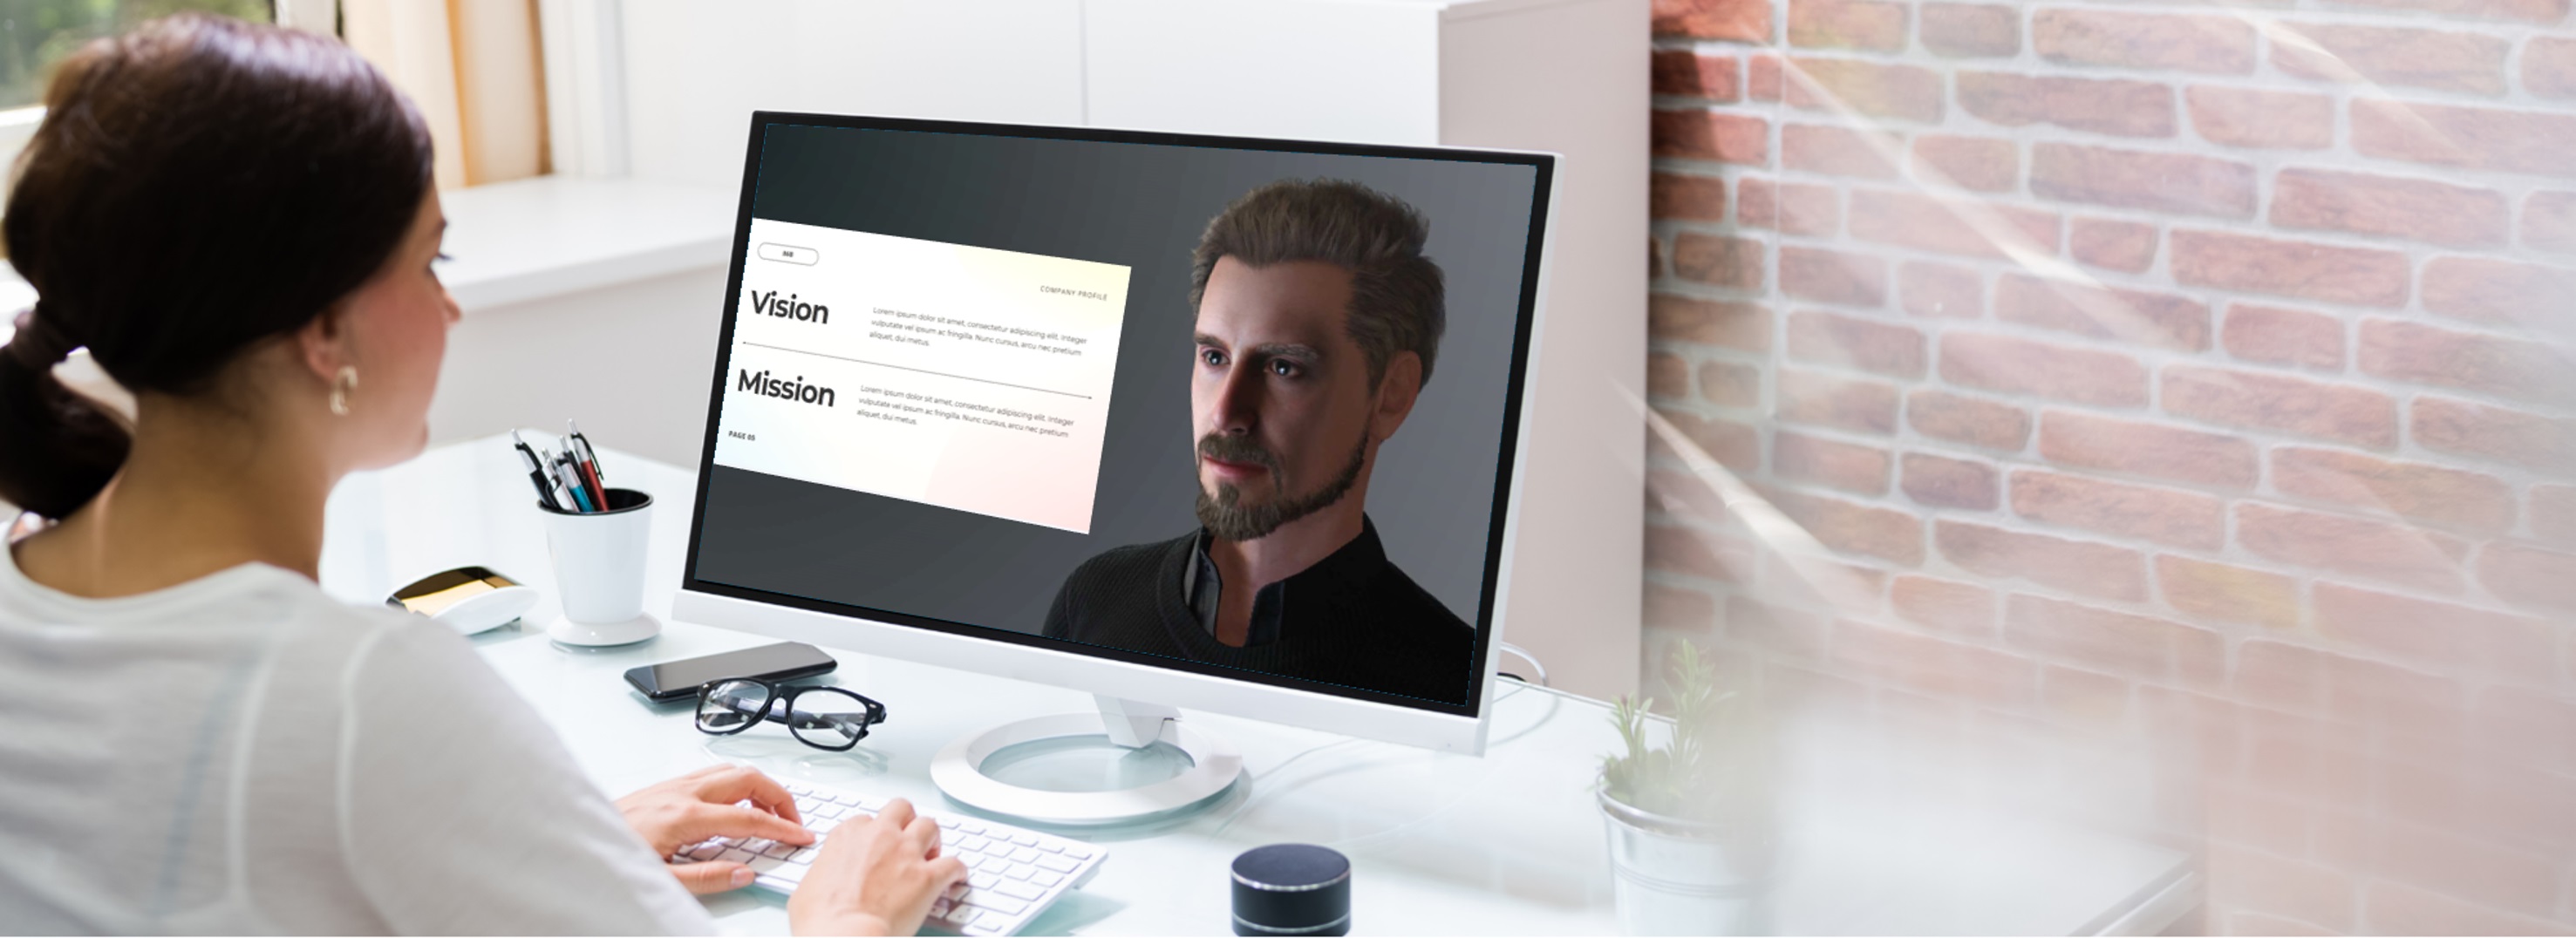 COMPANY PROFILE
Vision
Lorem ipsum dolor sit amet, consectetur adipiscing elit. Integer
vulputate vel ipsum ac fringilla. Nunc cursus, arcu nec pretium
aliquet, dui metus.
Mission
Lorem ipsum dolor sit amet, consectetur adipiscing elit. Integer
vulputate vel ipsum ac fringilla. Nunc cursus, arcu nec pretium
aliquet, dui metus.
PAGE 05